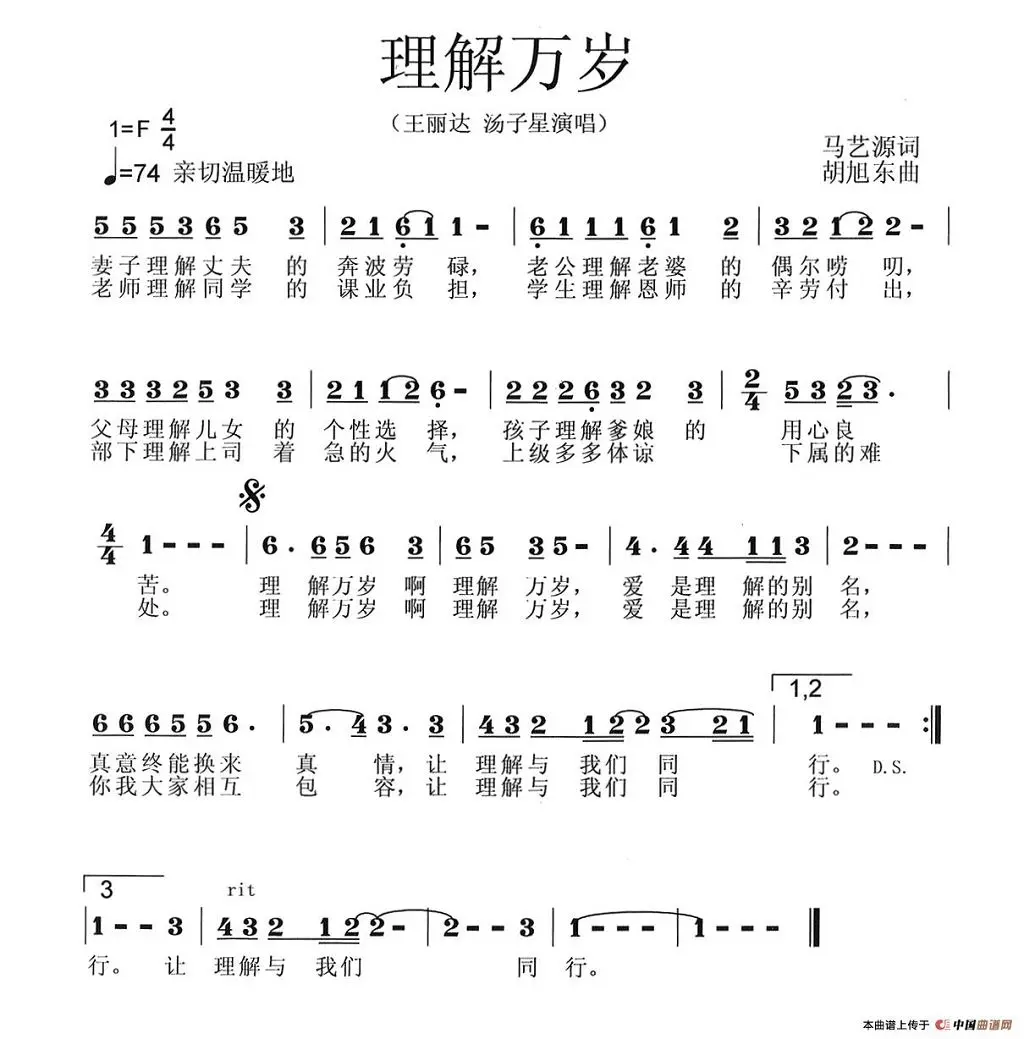 理解万岁
（王丽达 汤子星演唱）
1=F 4/4
♩=74 亲切温暖地
马艺源词
胡旭东曲
5 5 5 3 6 5 3 | 2 1 6 1 1 - | 6 1 1 1 6 1 2 | 3 2 1 2 2 - |
妻子理解丈夫 的 奔波劳 碌， 老公理解老婆 的 偶尔唠 叨，
老师理解同学 的 课业负 担， 学生理解恩师 的 辛劳付 出，
3 3 3 2 5 3 3 | 2 1 1 2 6 - | 2 2 2 6 3 2 3 | 2/4 5 3 2 3 . |
父母理解儿女 的 个性选 择， 孩子理解爹娘 的 用心良
部下理解上司 着 急的火 气， 上级多多体谅 下属的难
4/4 1 - - - | 6 . 6 5 6 3 | 6 5 3 5 - | 4 . 4 4 1 1 3 | 2 - - - |
苦。 理 解万岁 啊 理解 万岁， 爱 是理 解的别 名，
处。 理 解万岁 啊 理解 万岁， 爱 是理 解的别 名，
1,2
6 6 6 5 5 6 . | 5 . 4 3 . 3 | 4 3 2 1 2 2 3 2 1 | 1 - - - :|
真意终能换来 真 情，让 理解与 我们 同 行。 D.S.
你我大家相互 包 容，让 理解与 我们 同 行。
3 rit
| 1 - - 3 | 4 3 2 1 2 2 - | 2 - - 3 | 1 - - - | 1 - - - |
行。 让 理解与 我们 同 行。
本曲谱上传于 中国曲谱网